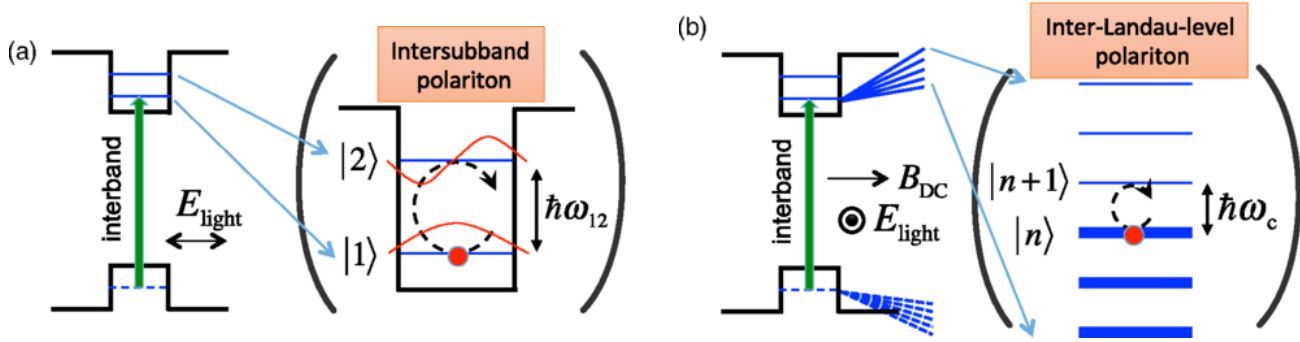 (a)
Intersubband
polariton
interband
E_light
|2⟩
|1⟩
ħω_12
(b)
Inter-Landau-level
polariton
interband
B_DC
E_light
|n+1⟩
|n⟩
ħω_c